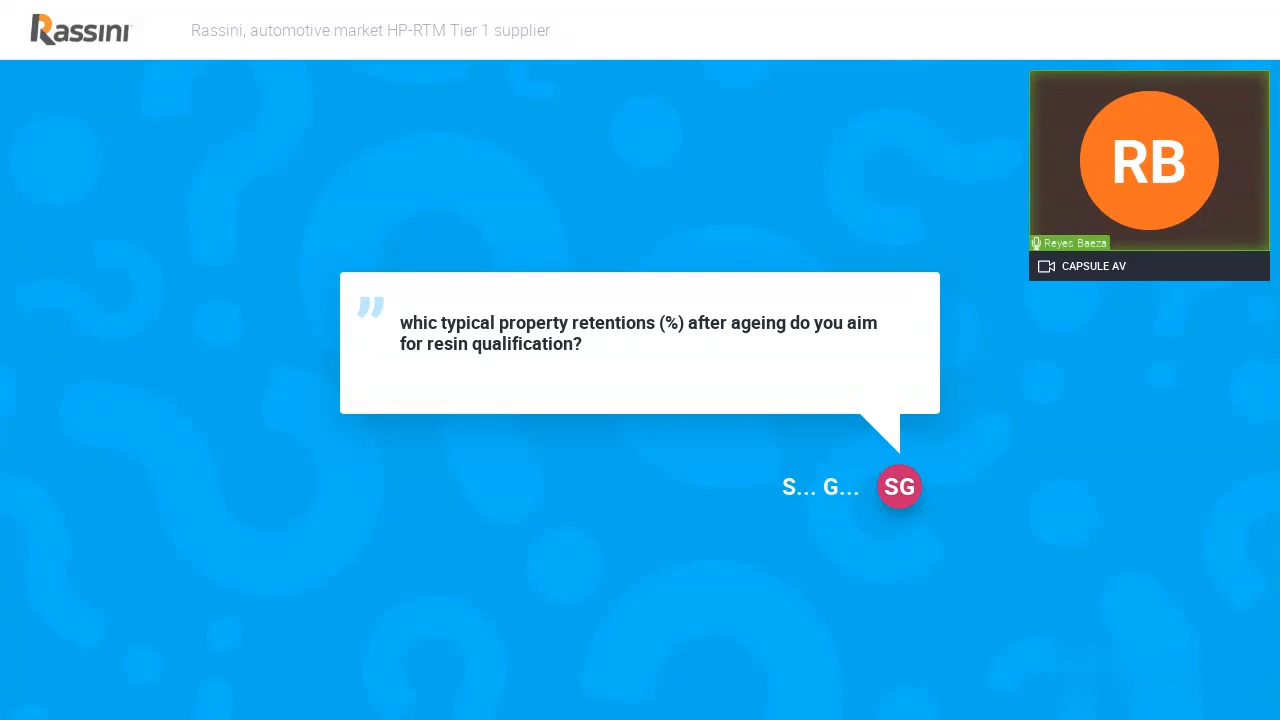 Rassini
Rassini, automotive market HP-RTM Tier 1 supplier
RB
Reyes Baeza
CAPSULE AV
”
whic typical property retentions (%) after ageing do you aim
for resin qualification?
S... G...
SG